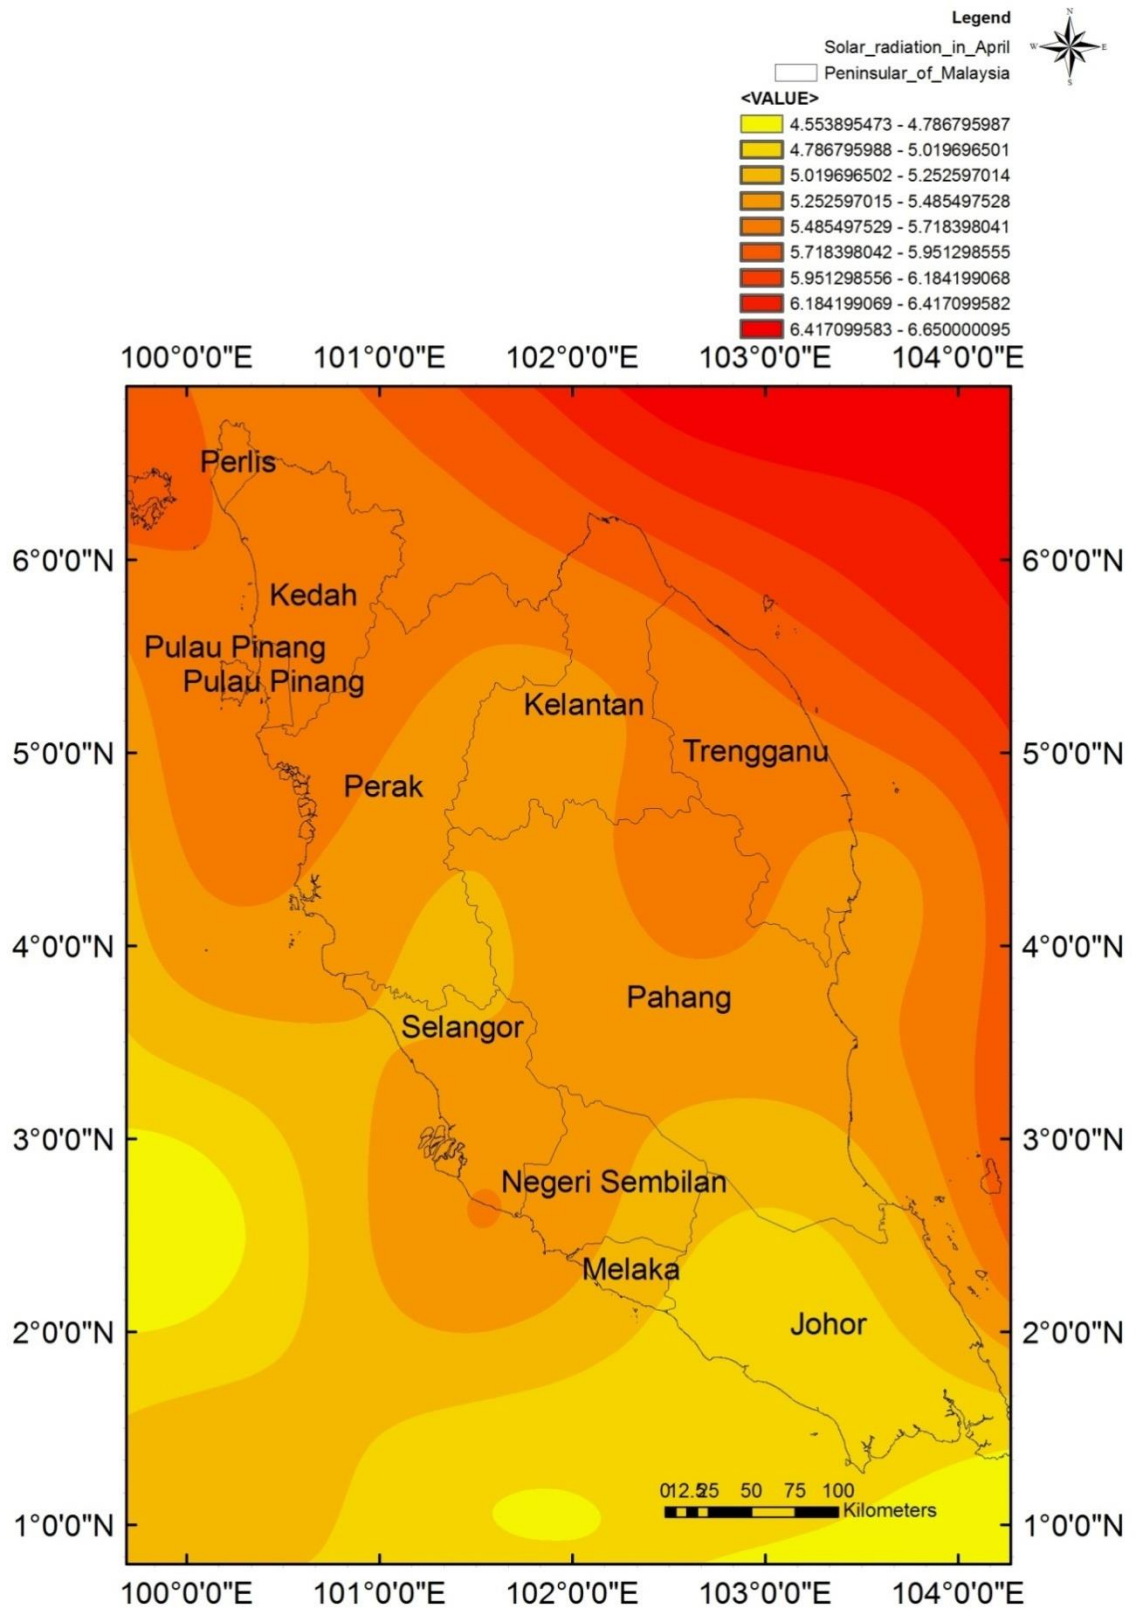 Legend
N
W E
S
Solar_radiation_in_April
Peninsular_of_Malaysia
<VALUE>
4.553895473 - 4.786795987
4.786795988 - 5.019696501
5.019696502 - 5.252597014
5.252597015 - 5.485497528
5.485497529 - 5.718398041
5.718398042 - 5.951298555
5.951298556 - 6.184199068
6.184199069 - 6.417099582
6.417099583 - 6.650000095
100°0'0"E 101°0'0"E 102°0'0"E 103°0'0"E 104°0'0"E
Perlis
6°0'0"N 6°0'0"N
Kedah
Pulau Pinang
Pulau Pinang
Kelantan
5°0'0"N Trengganu 5°0'0"N
Perak
4°0'0"N 4°0'0"N
Pahang
Selangor
3°0'0"N 3°0'0"N
Negeri Sembilan
Melaka
2°0'0"N Johor 2°0'0"N
012.525 50 75 100
Kilometers
1°0'0"N 1°0'0"N
100°0'0"E 101°0'0"E 102°0'0"E 103°0'0"E 104°0'0"E